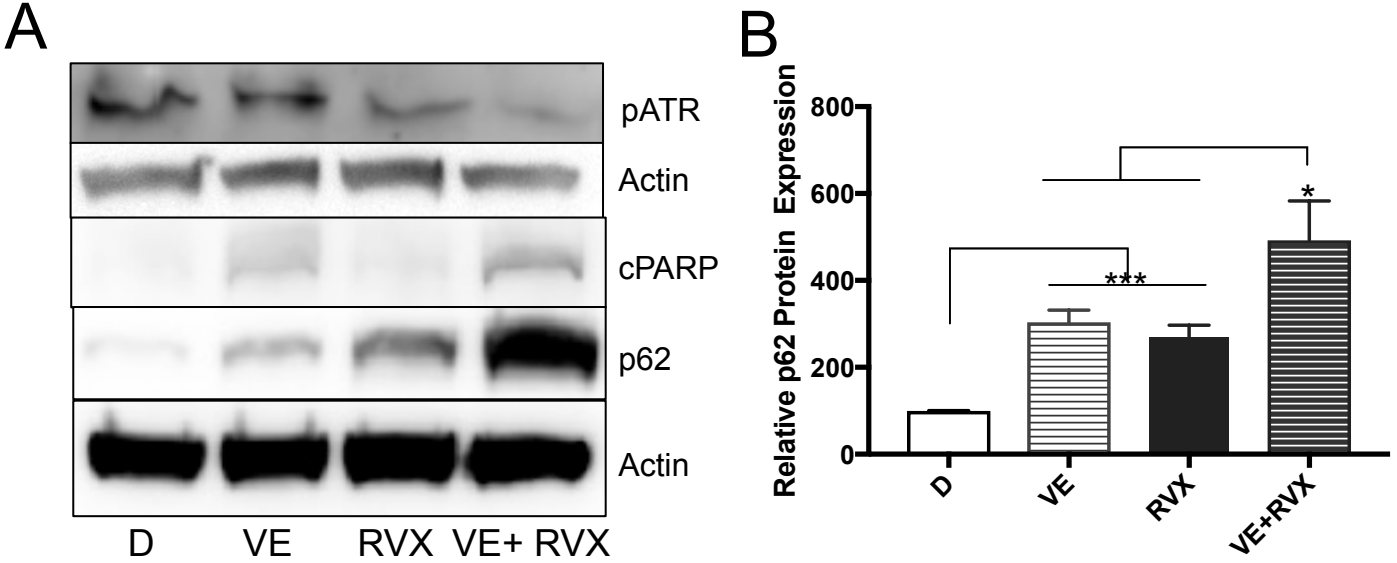 A
pATR
Actin
cPARP
p62
Actin
D VE RVX VE+ RVX
B
Relative p62 Protein Expression
800
600
400
200
0
*
***
D
VE
RVX
VE+RVX